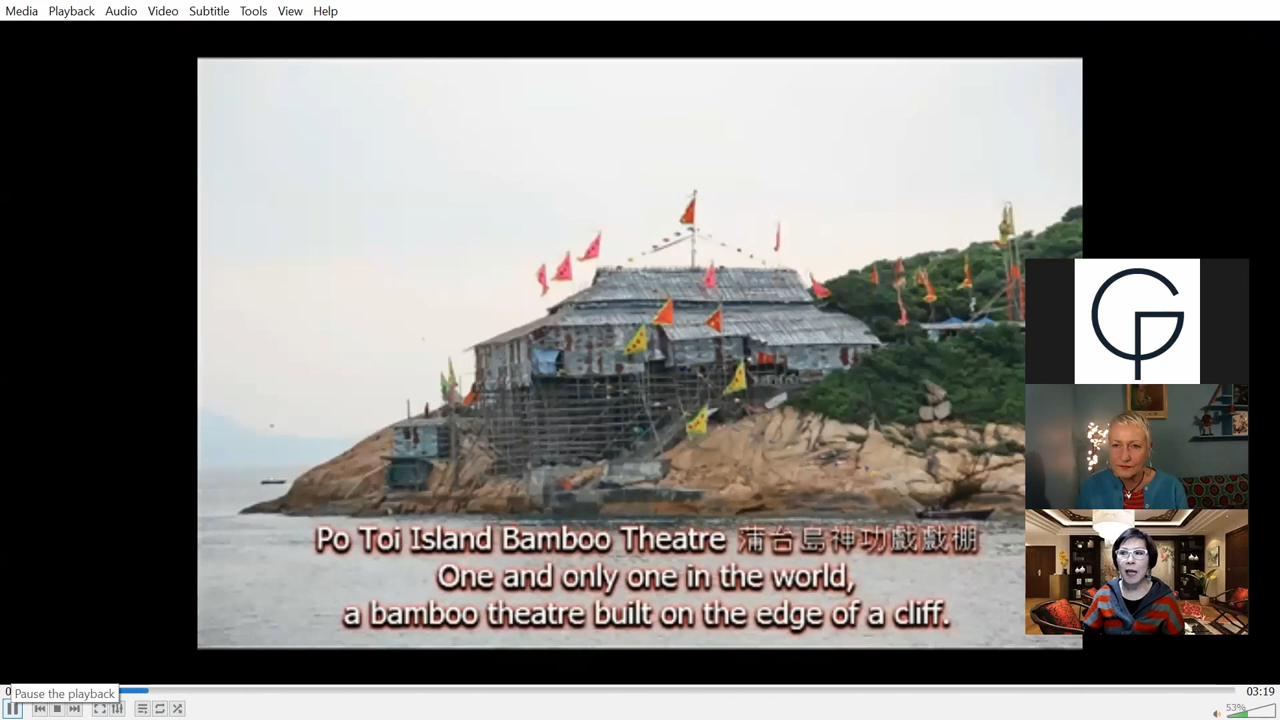 Media Playback Audio Video Subtitle Tools View Help
Po Toi Island Bamboo Theatre 蒲台島神功戲戲棚
One and only one in the world,
a bamboo theatre built on the edge of a cliff.
Pause the playback
03:19
53%